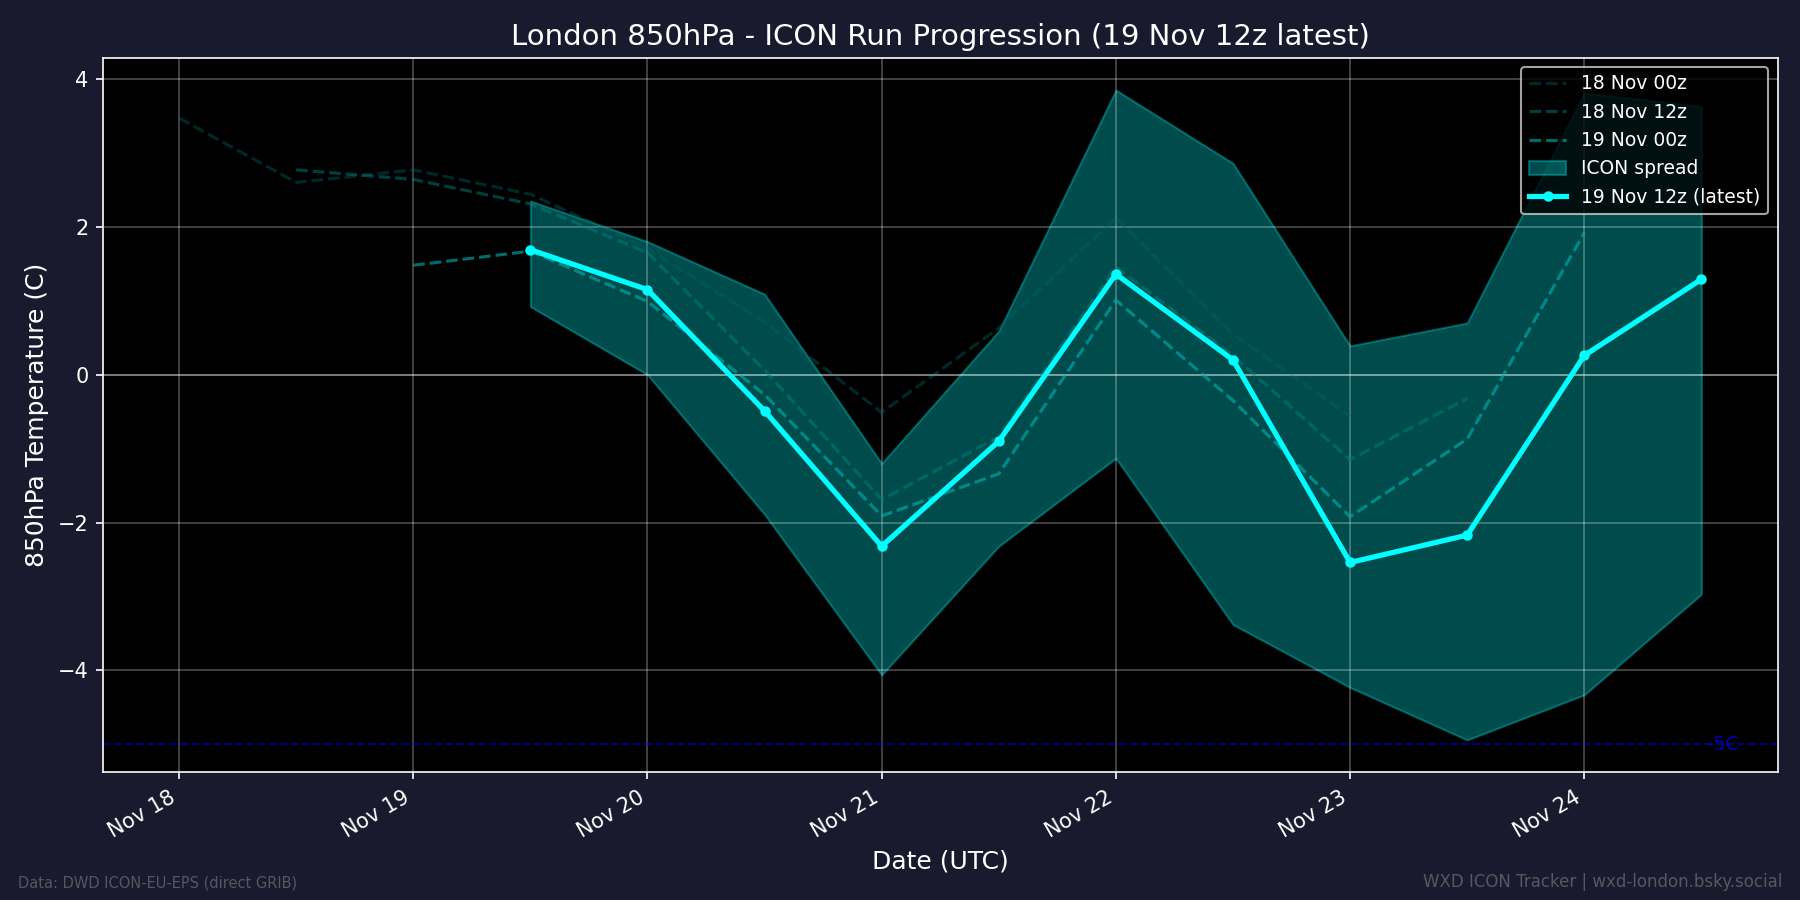 London 850hPa - ICON Run Progression (19 Nov 12z latest)
18 Nov 00z
18 Nov 12z
19 Nov 00z
ICON spread
19 Nov 12z (latest)
850hPa Temperature (C)
4
2
0
−2
−4
-5C
Nov 18
Nov 19
Nov 20
Nov 21
Nov 22
Nov 23
Nov 24
Date (UTC)
Data: DWD ICON-EU-EPS (direct GRIB)
WXD ICON Tracker | wxd-london.bsky.social